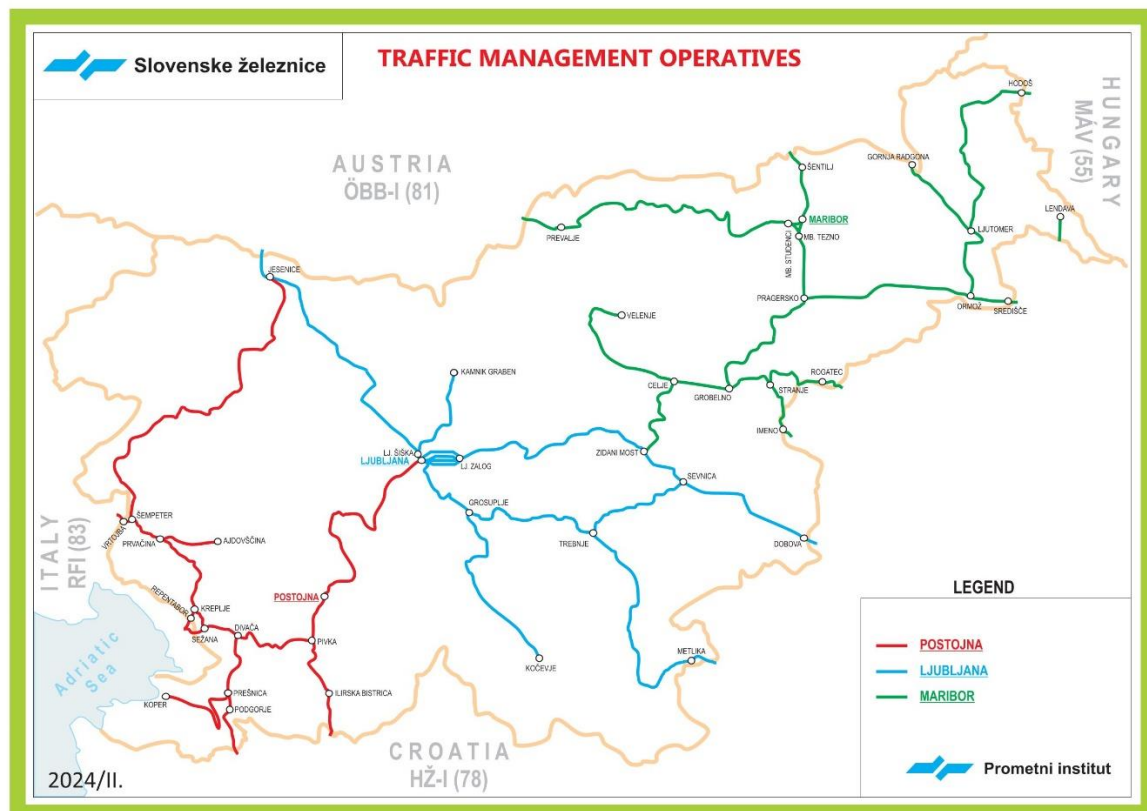 Slovenske železnice
TRAFFIC MANAGEMENT OPERATIVES
HUNGARY
MÁV (55)
AUSTRIA
ÖBB-I (81)
HODOŠ
GORNJA RADGONA
ŠENTILJ
LENDAVA
MARIBOR
PREVALJE
MB. STUDENCI
MB. TEZNO
LJUTOMER
JESENICE
PRAGERSKO
ORMOŽ
SREDIŠČE
VELENJE
KAMNIK GRABEN
CELJE
GROBELNO
STRANJE
ROGATEC
IMENO
LJ. ŠIŠKA
LJUBLJANA
LJ. ZALOG
ZIDANI MOST
SEVNICA
GROSUPLJE
TREBNJE
DOBOVA
ITALY
RFI (83)
VRTOJBA
ŠEMPETER
PRVAČINA
AJDOVŠČINA
POSTOJNA
REPENTABOR
KREPLJE
SEŽANA
DIVAČA
PIVKA
KOČEVJE
METLIKA
Adriatic
Sea
KOPER
PREŠNICA
PODGORJE
ILIRSKA BISTRICA
CROATIA
HŽ-I (78)
LEGEND
POSTOJNA
LJUBLJANA
MARIBOR
2024/II.
Prometni institut